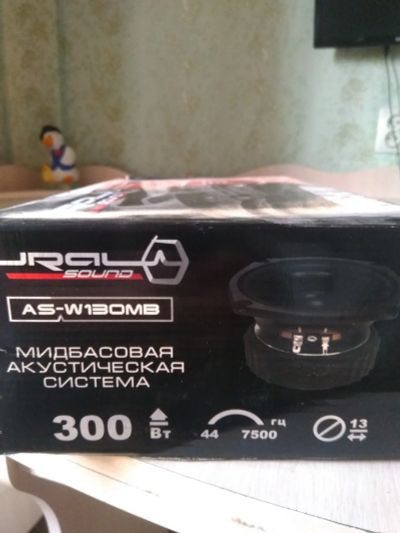 URAL
SOUND
AS-W130MB
МИДБАСОВАЯ
АКУСТИЧЕСКАЯ
СИСТЕМА
300 Вт
44 7500 ГЦ
13